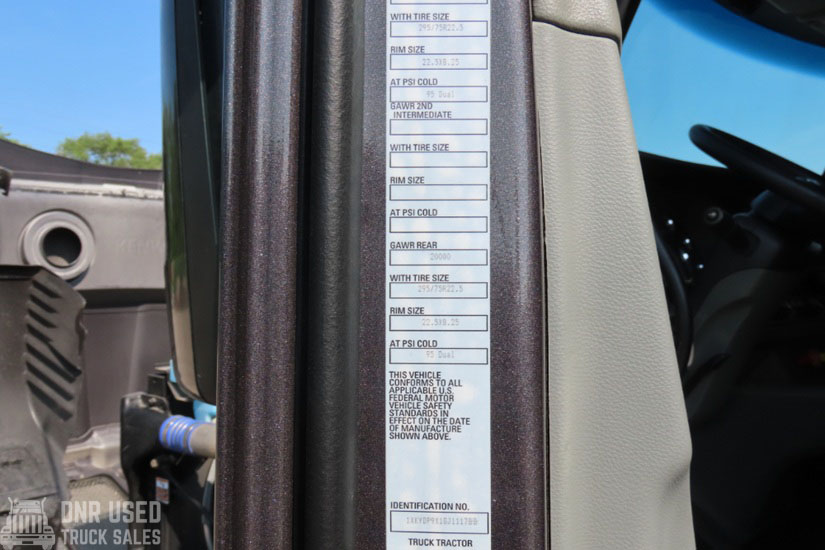 WITH TIRE SIZE
295/75R22.5
RIM SIZE
22.5X8.25
AT PSI COLD
95 Dual
GAWR 2ND
INTERMEDIATE
WITH TIRE SIZE
RIM SIZE
AT PSI COLD
GAWR REAR
20000
WITH TIRE SIZE
295/75R22.5
RIM SIZE
22.5X8.25
AT PSI COLD
95 Dual
THIS VEHICLE
CONFORMS TO ALL
APPLICABLE U.S.
FEDERAL MOTOR
VEHICLE SAFETY
STANDARDS IN
EFFECT ON THE DATE
OF MANUFACTURE
SHOWN ABOVE.
IDENTIFICATION NO.
TRUCK TRACTOR
DNR USED
TRUCK SALES